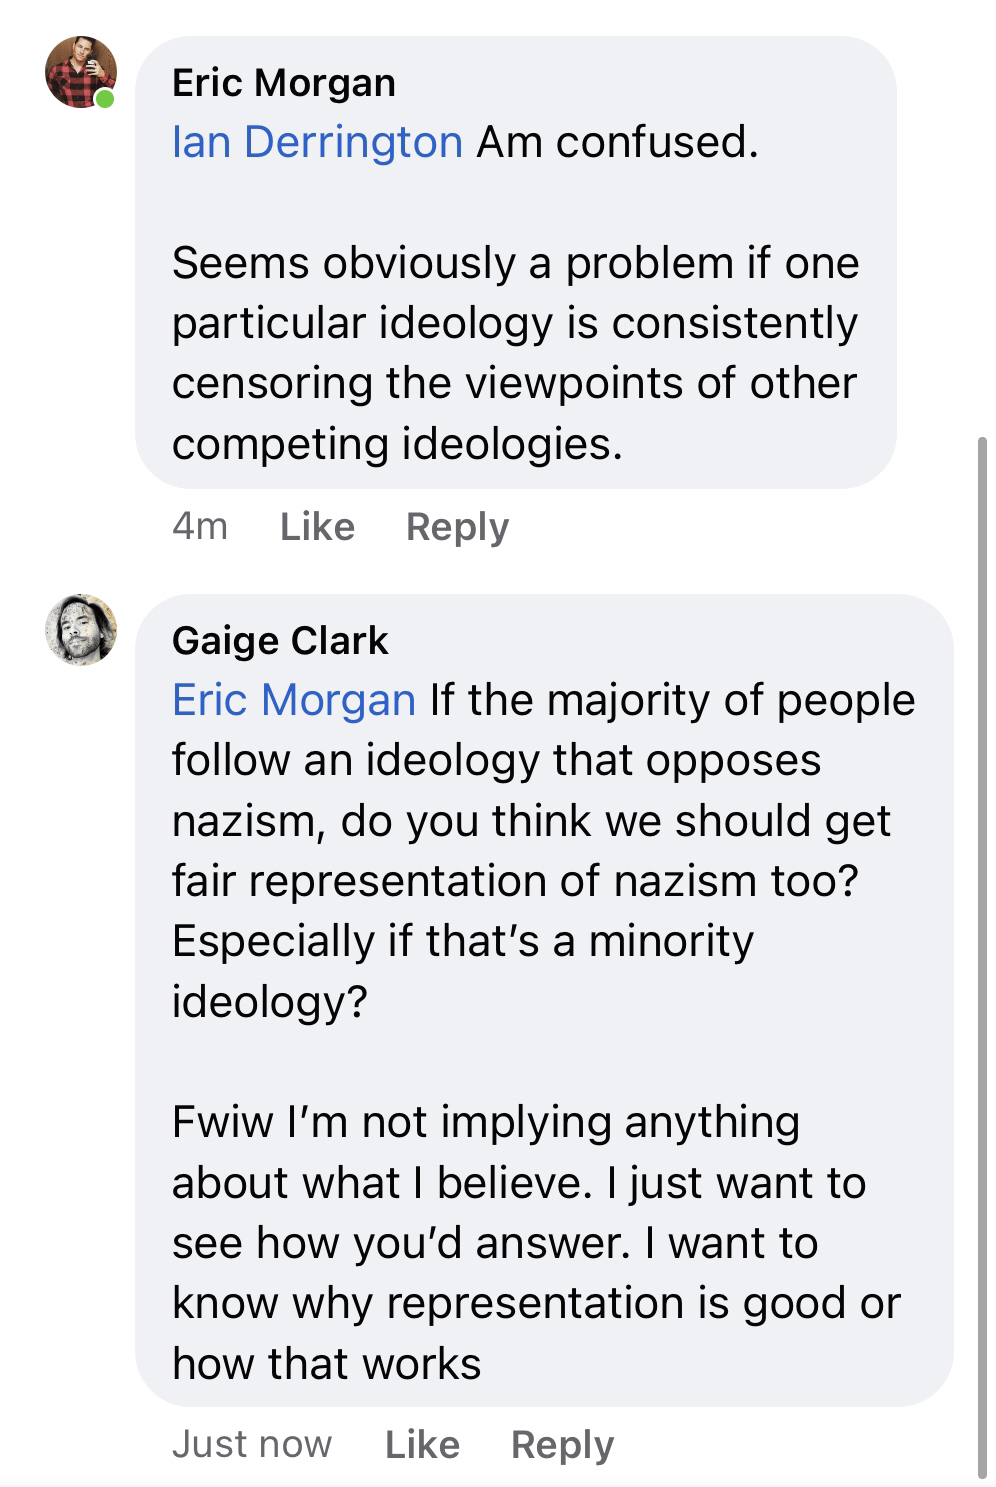 Eric Morgan
Ian Derrington Am confused.
Seems obviously a problem if one
particular ideology is consistently
censoring the viewpoints of other
competing ideologies.
4m Like Reply
Gaige Clark
Eric Morgan If the majority of people
follow an ideology that opposes
nazism, do you think we should get
fair representation of nazism too?
Especially if that’s a minority
ideology?
Fwiw I’m not implying anything
about what I believe. I just want to
see how you’d answer. I want to
know why representation is good or
how that works
Just now Like Reply